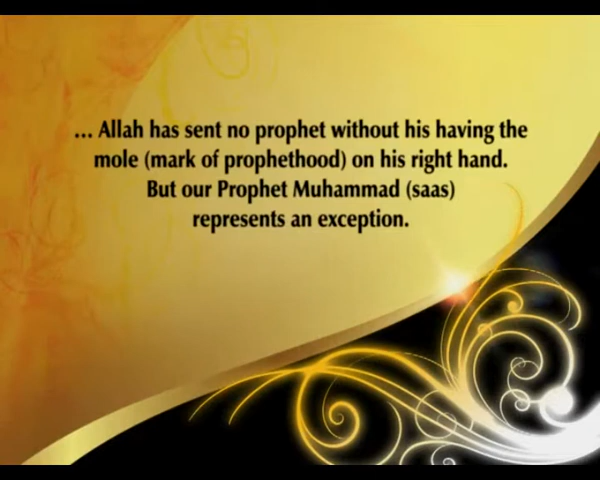 ... Allah has sent no prophet without his having the
mole (mark of prophethood) on his right hand.
But our Prophet Muhammad (saas)
represents an exception.